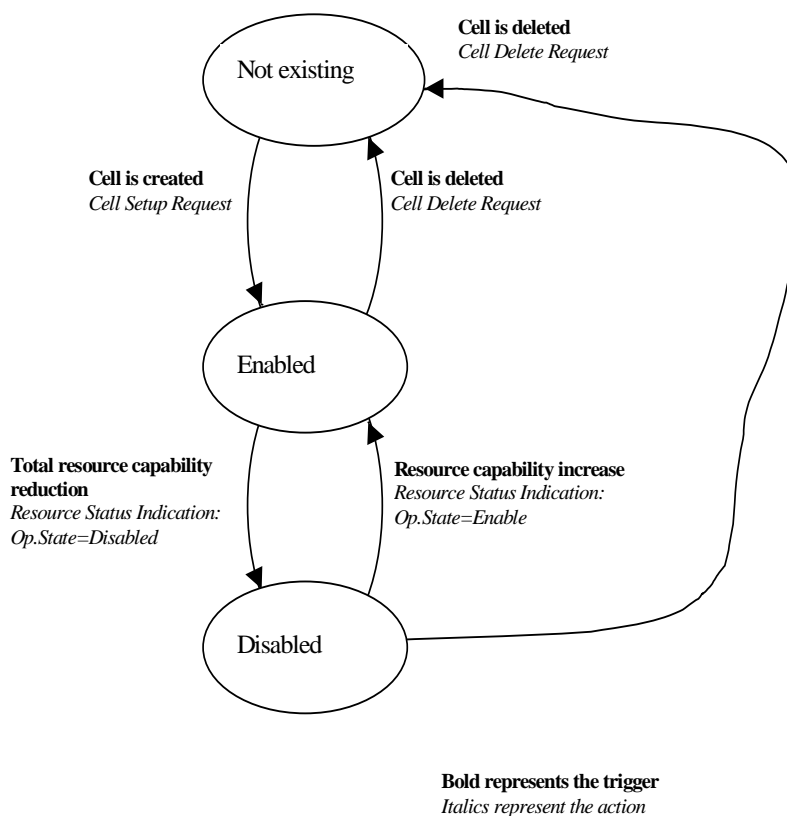 Cell is deleted
Cell Delete Request
Not existing
Cell is created
Cell Setup Request
Cell is deleted
Cell Delete Request
Enabled
Total resource capability
reduction
Resource Status Indication:
Op.State=Disabled
Resource capability increase
Resource Status Indication:
Op.State=Enable
Disabled
Bold represents the trigger
Italics represent the action